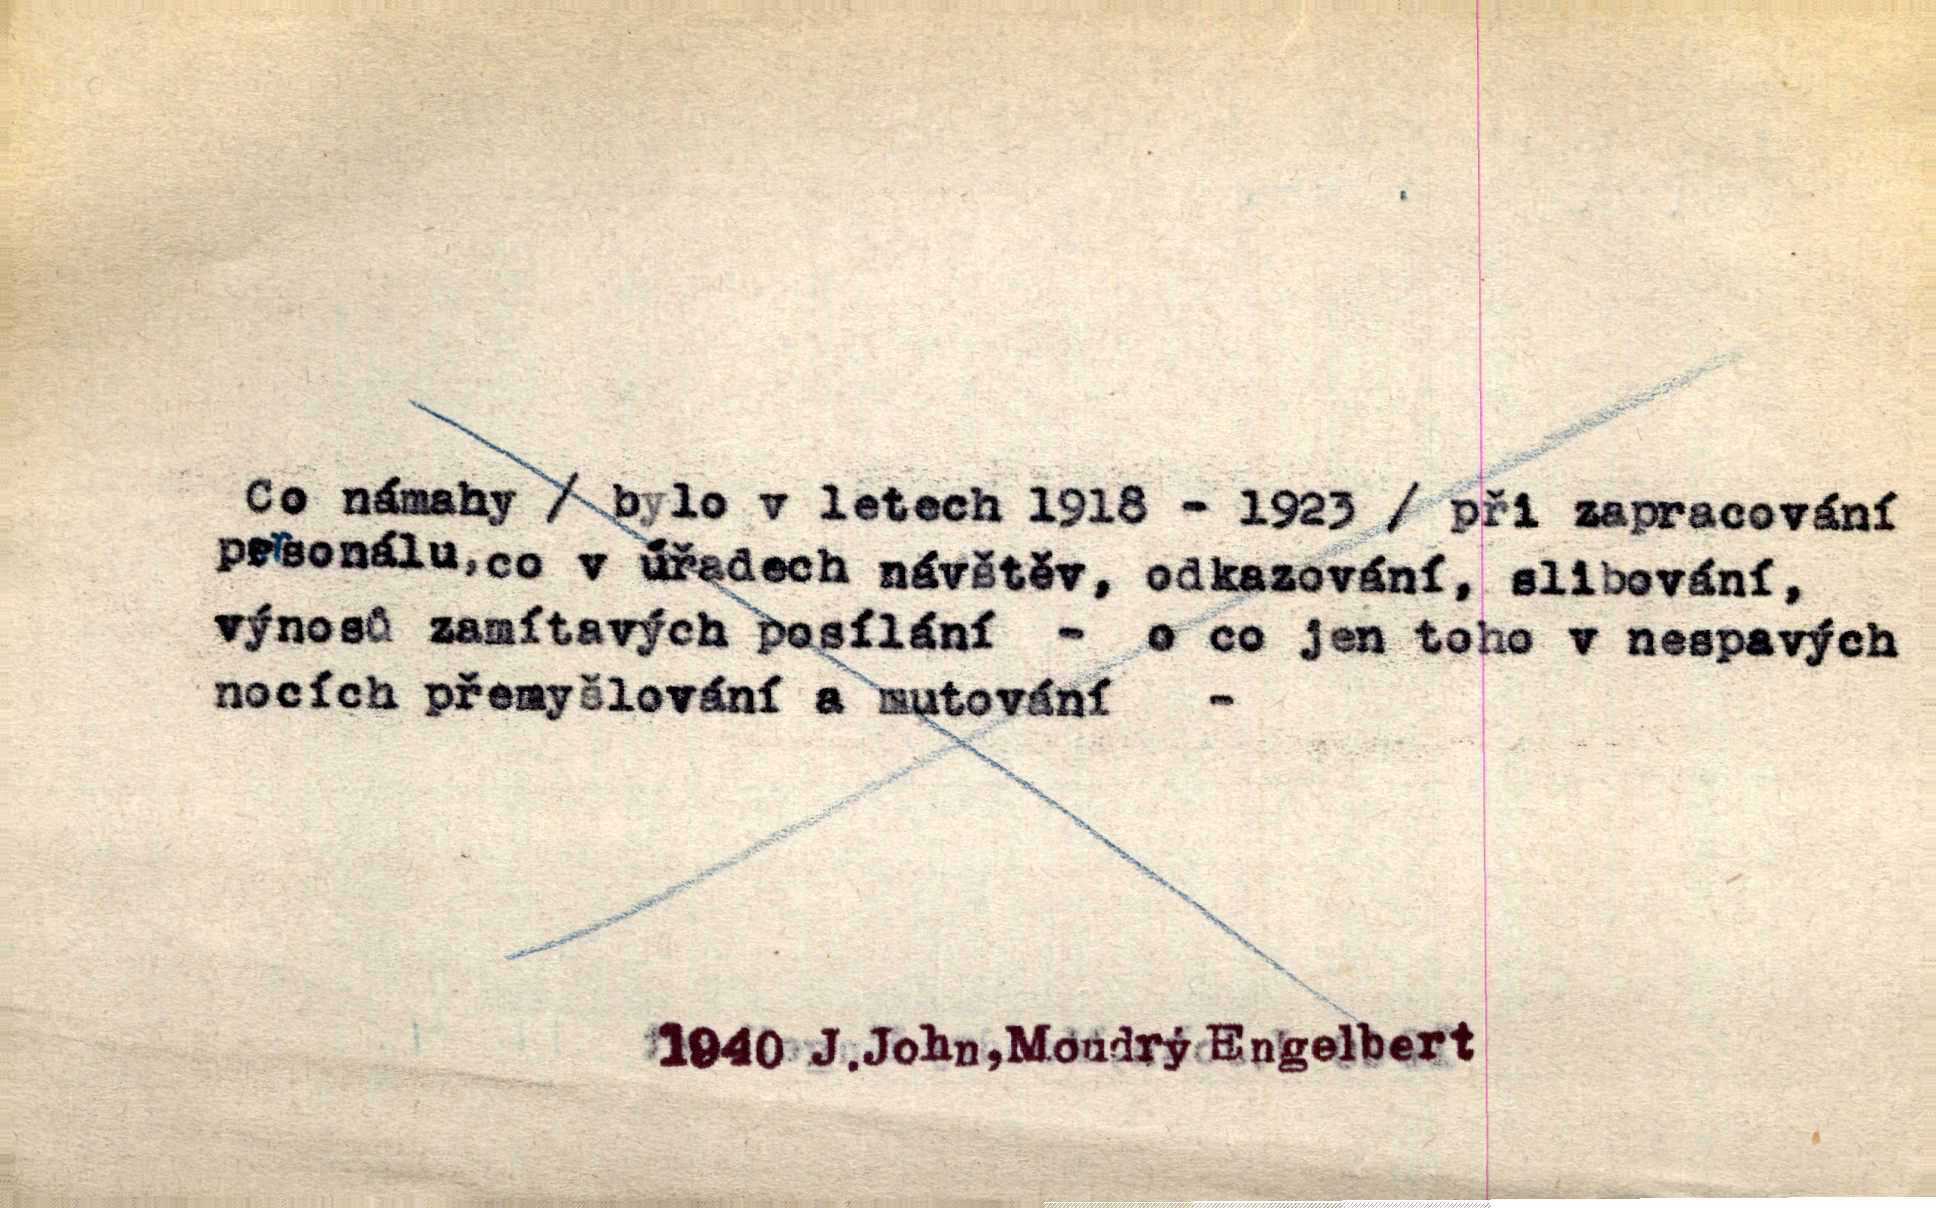 Co námahy / bylo v letech 1918 - 1923 / při zapracování
personálu,co v úřadech návštěv, odkazování, slibování,
výnosů zamítavých posílání - o co jen toho v nespavých
nocích přemyšlování a mutování -
1940 J.John,Moudrý Engelbert